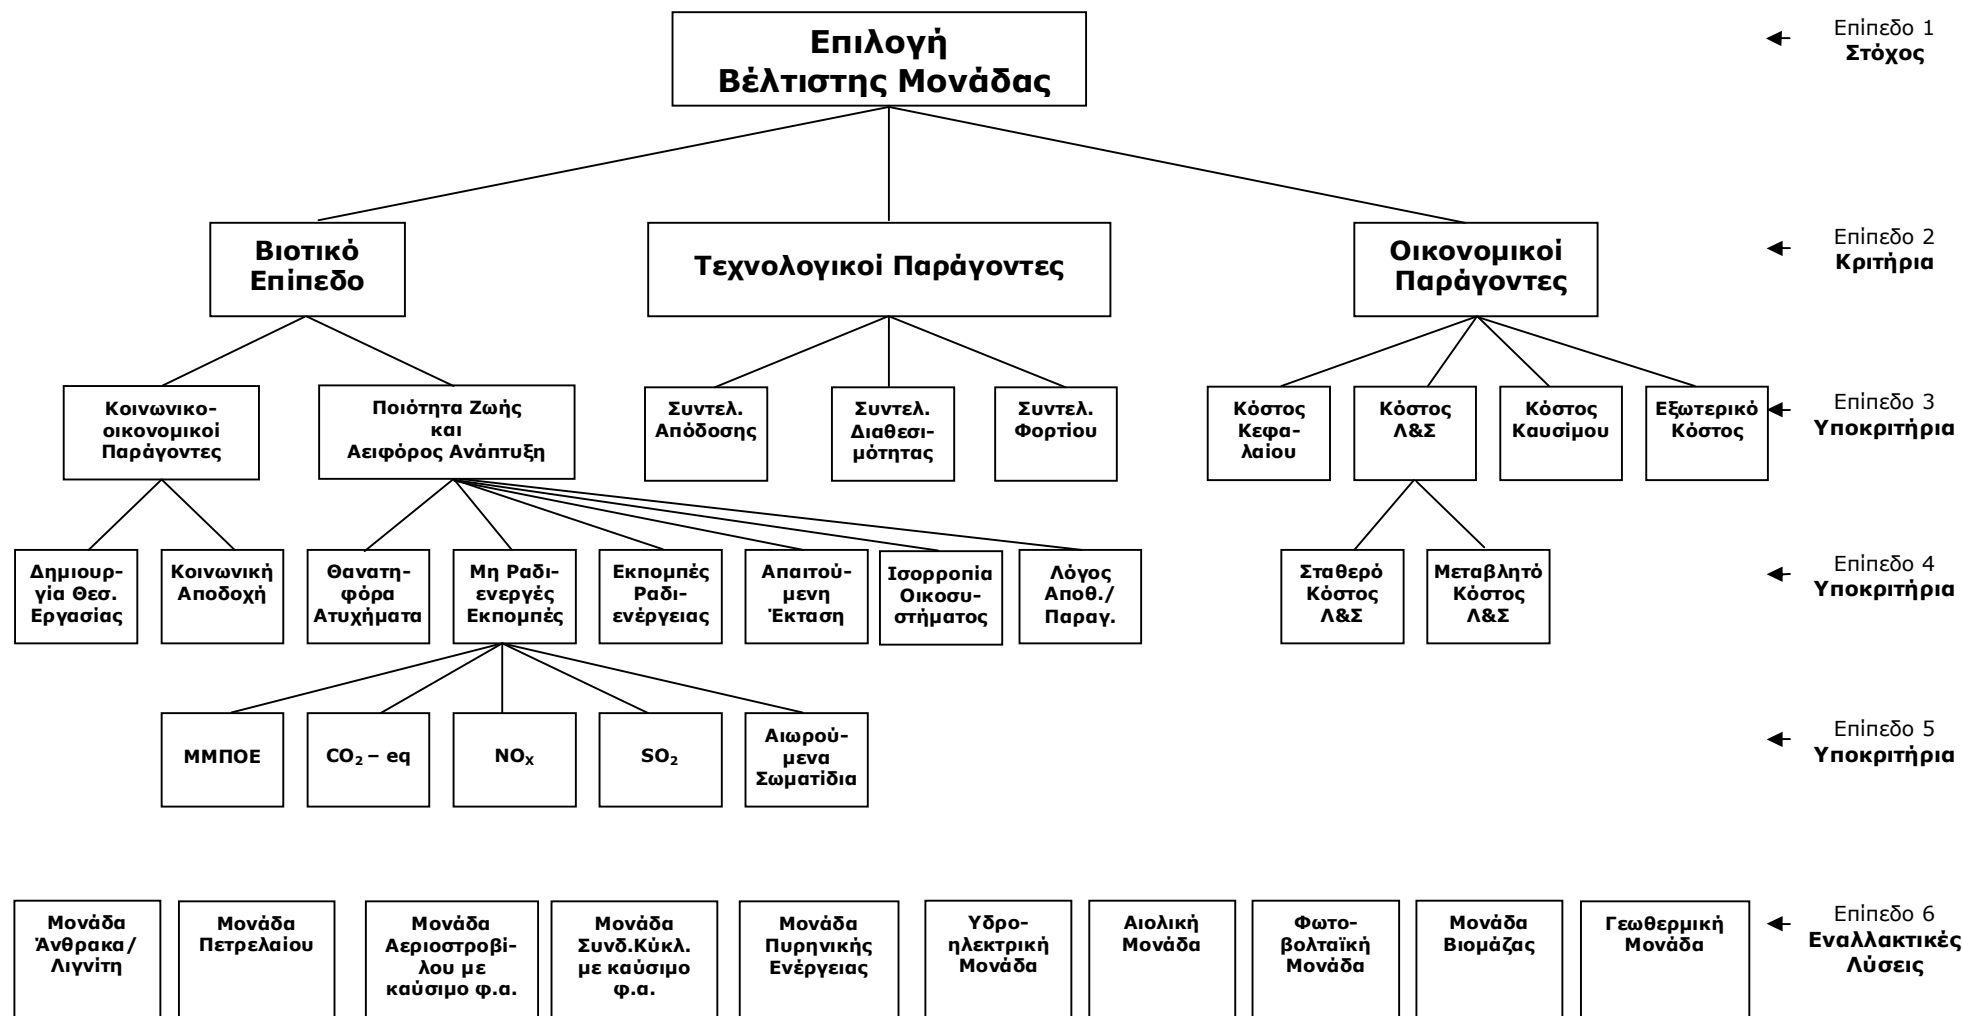 Επιλογή
Βέλτιστης Μονάδας
Επίπεδο 1
Στόχος
Βιοτικό
Επίπεδο
Τεχνολογικοί Παράγοντες
Οικονομικοί
Παράγοντες
Επίπεδο 2
Κριτήρια
Κοινωνικο-
οικονομικοί
Παράγοντες
Ποιότητα Ζωής
και
Αειφόρος Ανάπτυξη
Συντελ.
Απόδοσης
Συντελ.
Διαθεσι-
μότητας
Συντελ.
Φορτίου
Κόστος
Κεφα-
λαίου
Κόστος
Λ&Σ
Κόστος
Καυσίμου
Εξωτερικό
Κόστος
Επίπεδο 3
Υποκριτήρια
Δημιουρ-
γία Θεσ.
Εργασίας
Κοινωνική
Αποδοχή
Θανατη-
φόρα
Ατυχήματα
Μη Ραδι-
ενεργές
Εκπομπές
Εκπομπές
Ραδι-
ενέργειας
Απαιτού-
μενη
Έκταση
Ισορροπία
Οικοσυ-
στήματος
Λόγος
Αποθ./
Παραγ.
Σταθερό
Κόστος
Λ&Σ
Μεταβλητό
Κόστος
Λ&Σ
Επίπεδο 4
Υποκριτήρια
ΜΜΠΟΕ
CO₂ – eq
NOₓ
SO₂
Αιωρού-
μενα
Σωματίδια
Επίπεδο 5
Υποκριτήρια
Μονάδα
Άνθρακα/
Λιγνίτη
Μονάδα
Πετρελαίου
Μονάδα
Αεριοστροβί-
λου με
καύσιμο φ.α.
Μονάδα
Συνδ.Κύκλ.
με καύσιμο
φ.α.
Μονάδα
Πυρηνικής
Ενέργειας
Υδρο-
ηλεκτρική
Μονάδα
Αιολική
Μονάδα
Φωτο-
βολταϊκή
Μονάδα
Μονάδα
Βιομάζας
Γεωθερμική
Μονάδα
Επίπεδο 6
Εναλλακτικές
Λύσεις